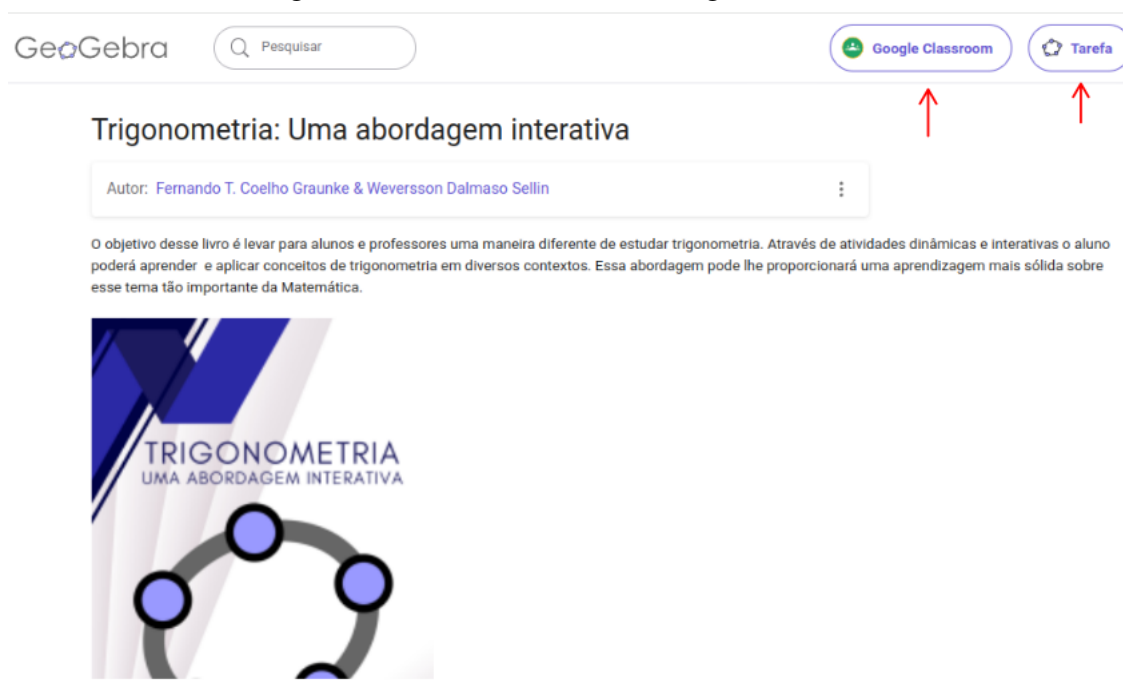 GeoGebra
Pesquisar
Google Classroom
Tarefa
Trigonometria: Uma abordagem interativa
Autor: Fernando T. Coelho Graunke & Weversson Dalmaso Sellin
O objetivo desse livro é levar para alunos e professores uma maneira diferente de estudar trigonometria. Através de atividades dinâmicas e interativas o aluno
poderá aprender e aplicar conceitos de trigonometria em diversos contextos. Essa abordagem pode lhe proporcionará uma aprendizagem mais sólida sobre
esse tema tão importante da Matemática.
TRIGONOMETRIA
UMA ABORDAGEM INTERATIVA